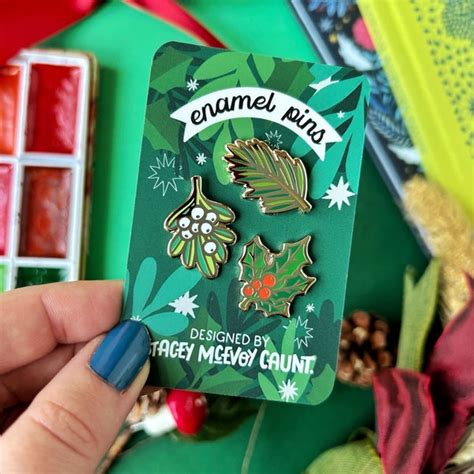 enamel pins
DESIGNED BY
STACEY MCEVOY CAUNT.